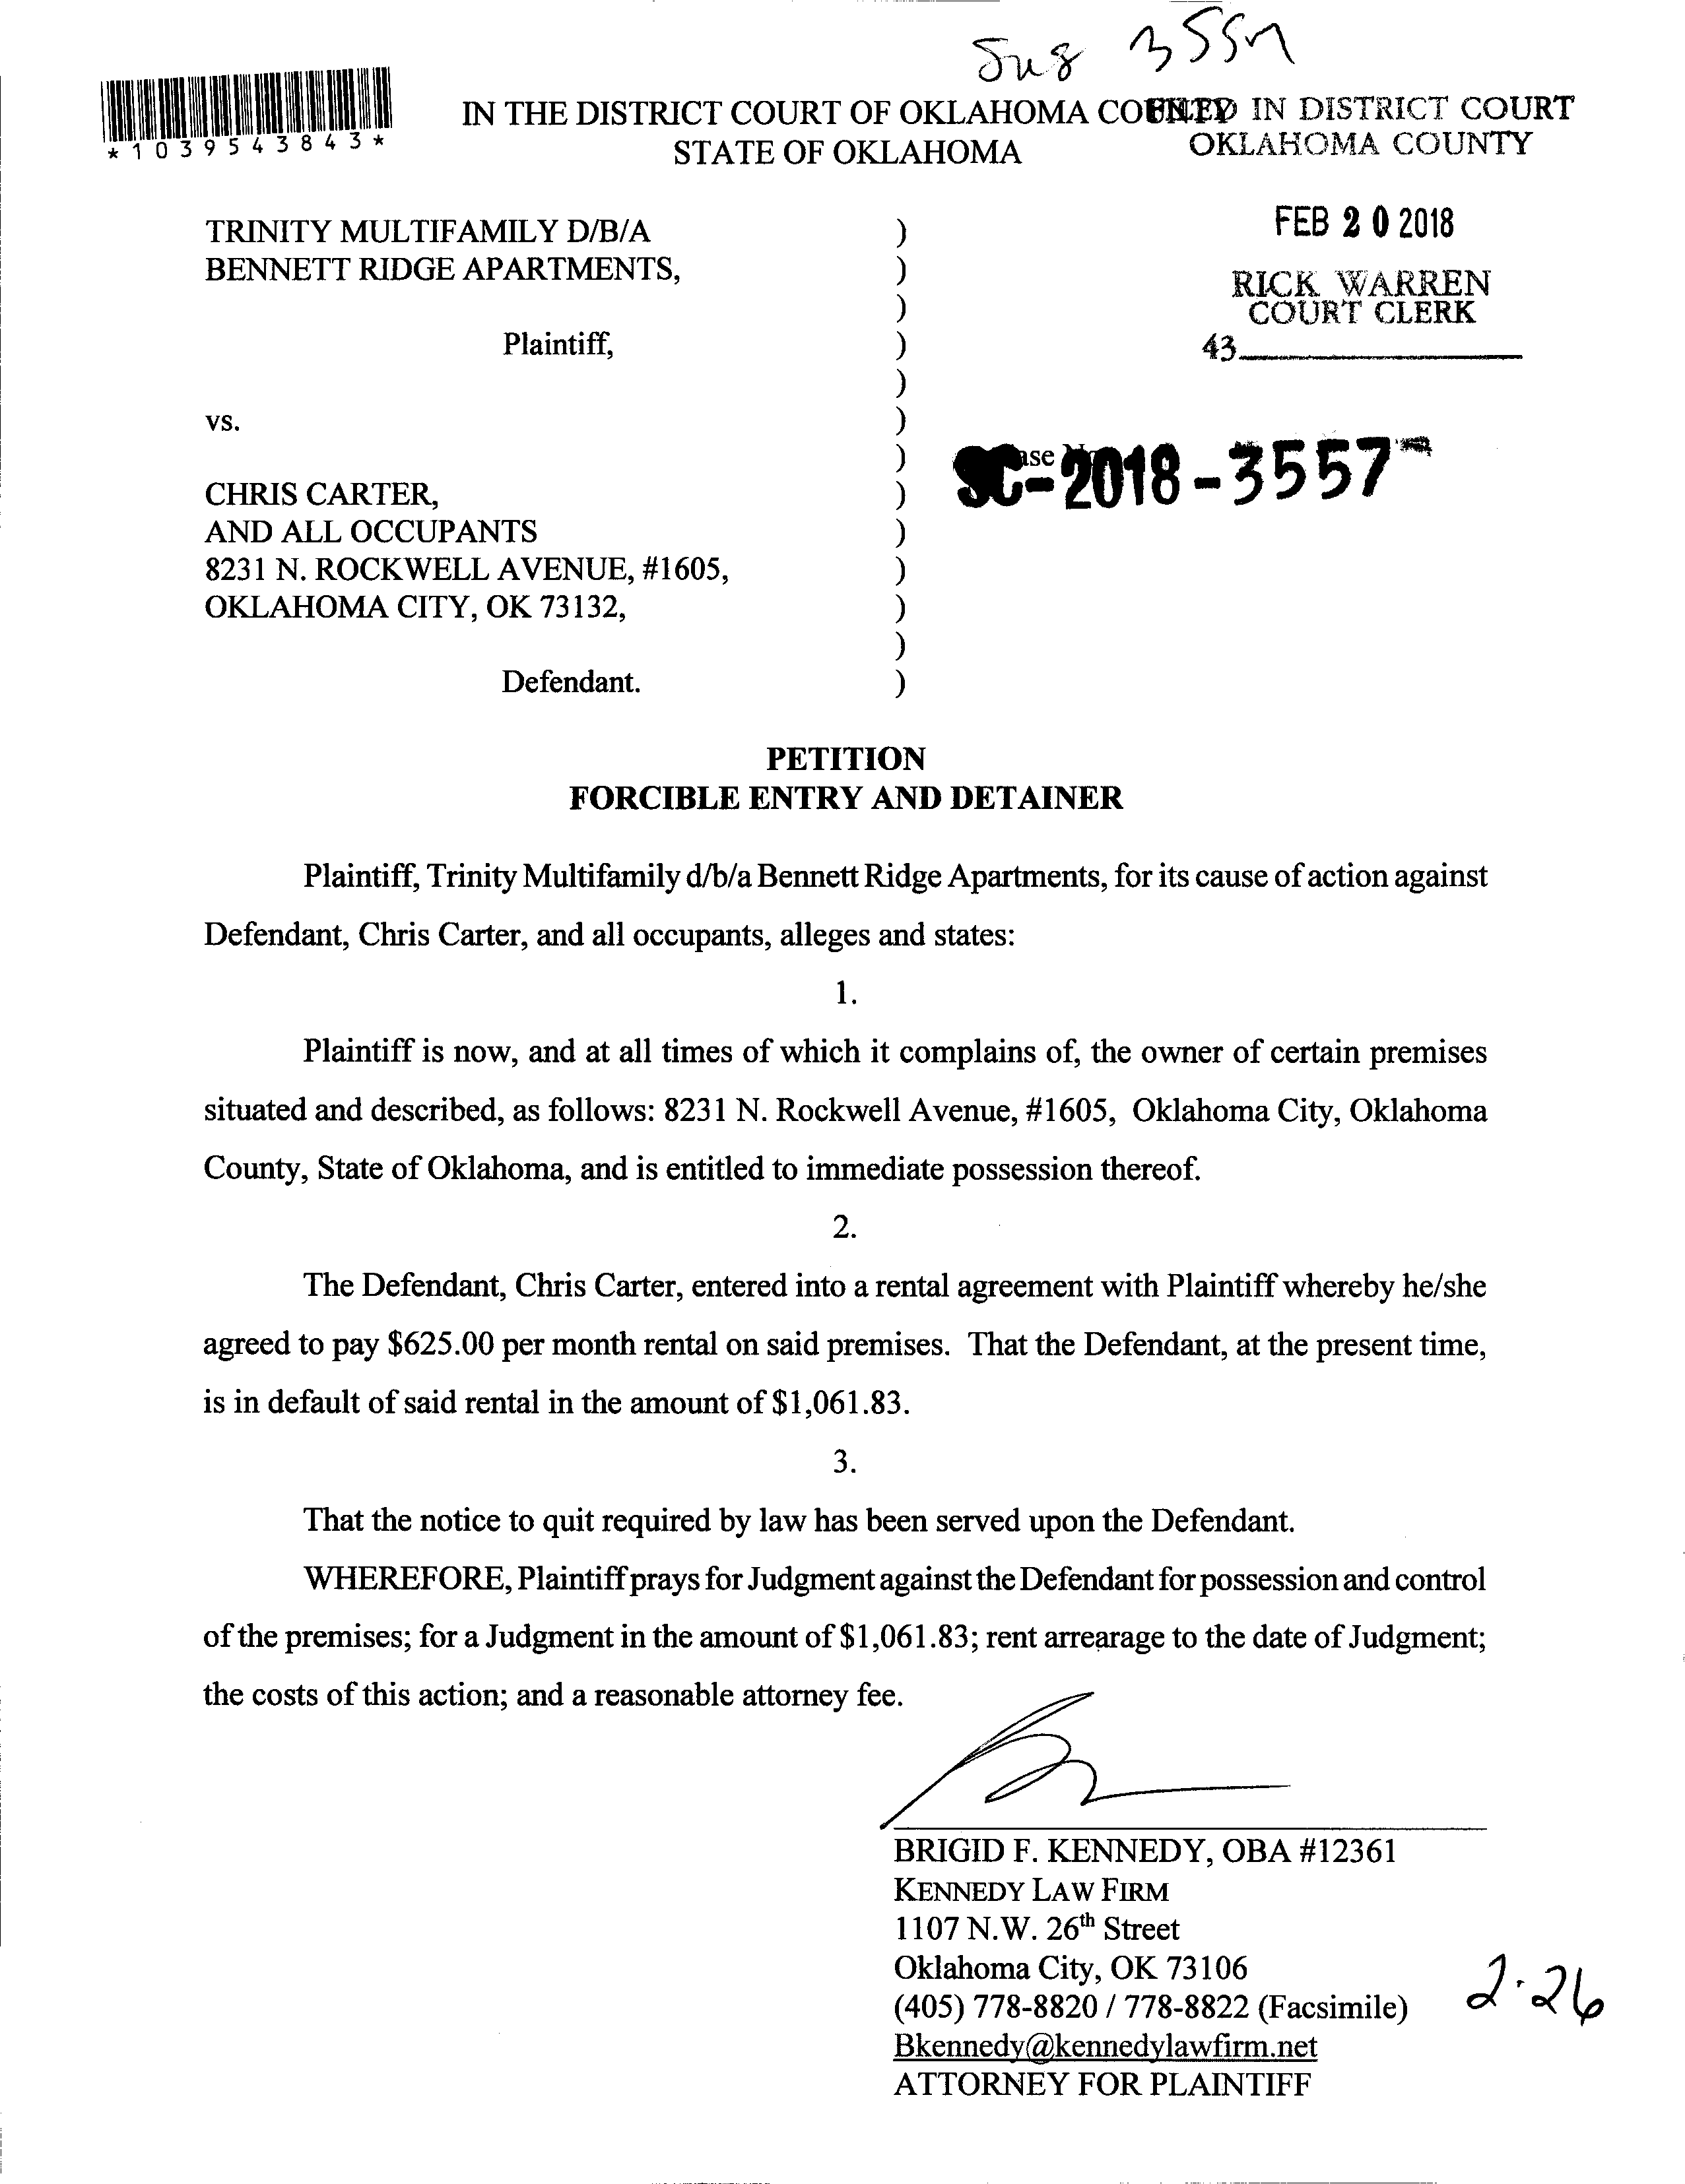 3557
*1039543843*
IN THE DISTRICT COURT OF OKLAHOMA
STATE OF OKLAHOMA
FILED IN DISTRICT COURT
OKLAHOMA COUNTY
FEB 20 2018
RICK WARREN
COURT CLERK
43
TRINITY MULTIFAMILY D/B/A )
BENNETT RIDGE APARTMENTS, )
)
Plaintiff, )
)
vs. )
)
SC-2018-3557
CHRIS CARTER, )
AND ALL OCCUPANTS )
8231 N. ROCKWELL AVENUE, #1605, )
OKLAHOMA CITY, OK 73132, )
)
Defendant. )
PETITION
FORCIBLE ENTRY AND DETAINER
Plaintiff, Trinity Multifamily d/b/a Bennett Ridge Apartments, for its cause of action against
Defendant, Chris Carter, and all occupants, alleges and states:
1.
Plaintiff is now, and at all times of which it complains of, the owner of certain premises
situated and described, as follows: 8231 N. Rockwell Avenue, #1605, Oklahoma City, Oklahoma
County, State of Oklahoma, and is entitled to immediate possession thereof.
2.
The Defendant, Chris Carter, entered into a rental agreement with Plaintiff whereby he/she
agreed to pay $625.00 per month rental on said premises. That the Defendant, at the present time,
is in default of said rental in the amount of $1,061.83.
3.
That the notice to quit required by law has been served upon the Defendant.
WHEREFORE, Plaintiff prays for Judgment against the Defendant for possession and control
of the premises; for a Judgment in the amount of $1,061.83; rent arrearage to the date of Judgment;
the costs of this action; and a reasonable attorney fee.
BRIGID F. KENNEDY, OBA #12361
KENNEDY LAW FIRM
1107 N.W. 26th Street
Oklahoma City, OK 73106
(405) 778-8820 / 778-8822 (Facsimile)
Bkennedy@kennedylawfirm.net
ATTORNEY FOR PLAINTIFF
2.26